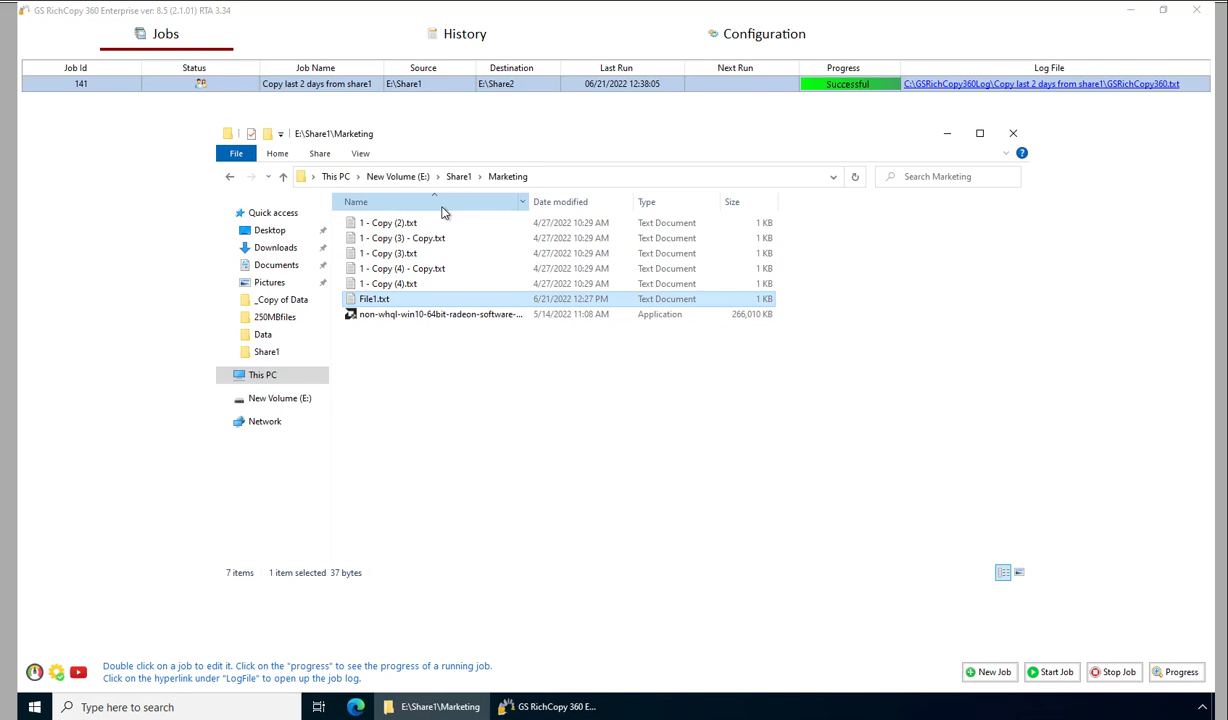 GS RichCopy 360 Enterprise ver: 8.5 (2.1.01) RTA 3.34
Jobs
History
Configuration
Job Id Status Job Name Source Destination Last Run Next Run Progress Log File
141 Copy last 2 days from share1 E:\Share1 E:\Share2 06/21/2022 12:38:05 Successful C:\GSRichCopy360Log\Copy last 2 days from share1\GSRichCopy360.txt
E:\Share1\Marketing
File Home Share View
This PC New Volume (E:) Share1 Marketing
Search Marketing
Name Date modified Type Size
Quick access
Desktop
Downloads
Documents
Pictures
_Copy of Data
250MBfiles
Data
Share1
This PC
New Volume (E:)
Network
1 - Copy (2).txt 4/27/2022 10:29 AM Text Document 1 KB
1 - Copy (3) - Copy.txt 4/27/2022 10:29 AM Text Document 1 KB
1 - Copy (3).txt 4/27/2022 10:29 AM Text Document 1 KB
1 - Copy (4) - Copy.txt 4/27/2022 10:29 AM Text Document 1 KB
1 - Copy (4).txt 4/27/2022 10:29 AM Text Document 1 KB
File1.txt 6/21/2022 12:27 PM Text Document 1 KB
non-whql-win10-64bit-radeon-software-... 5/14/2022 11:08 AM Application 266,010 KB
7 items 1 item selected 37 bytes
Double click on a job to edit it. Click on the "progress" to see the progress of a running job.
Click on the hyperlink under "LogFile" to open up the job log.
New Job Start Job Stop Job Progress
Type here to search
E:\Share1\Marketing
GS RichCopy 360 E...